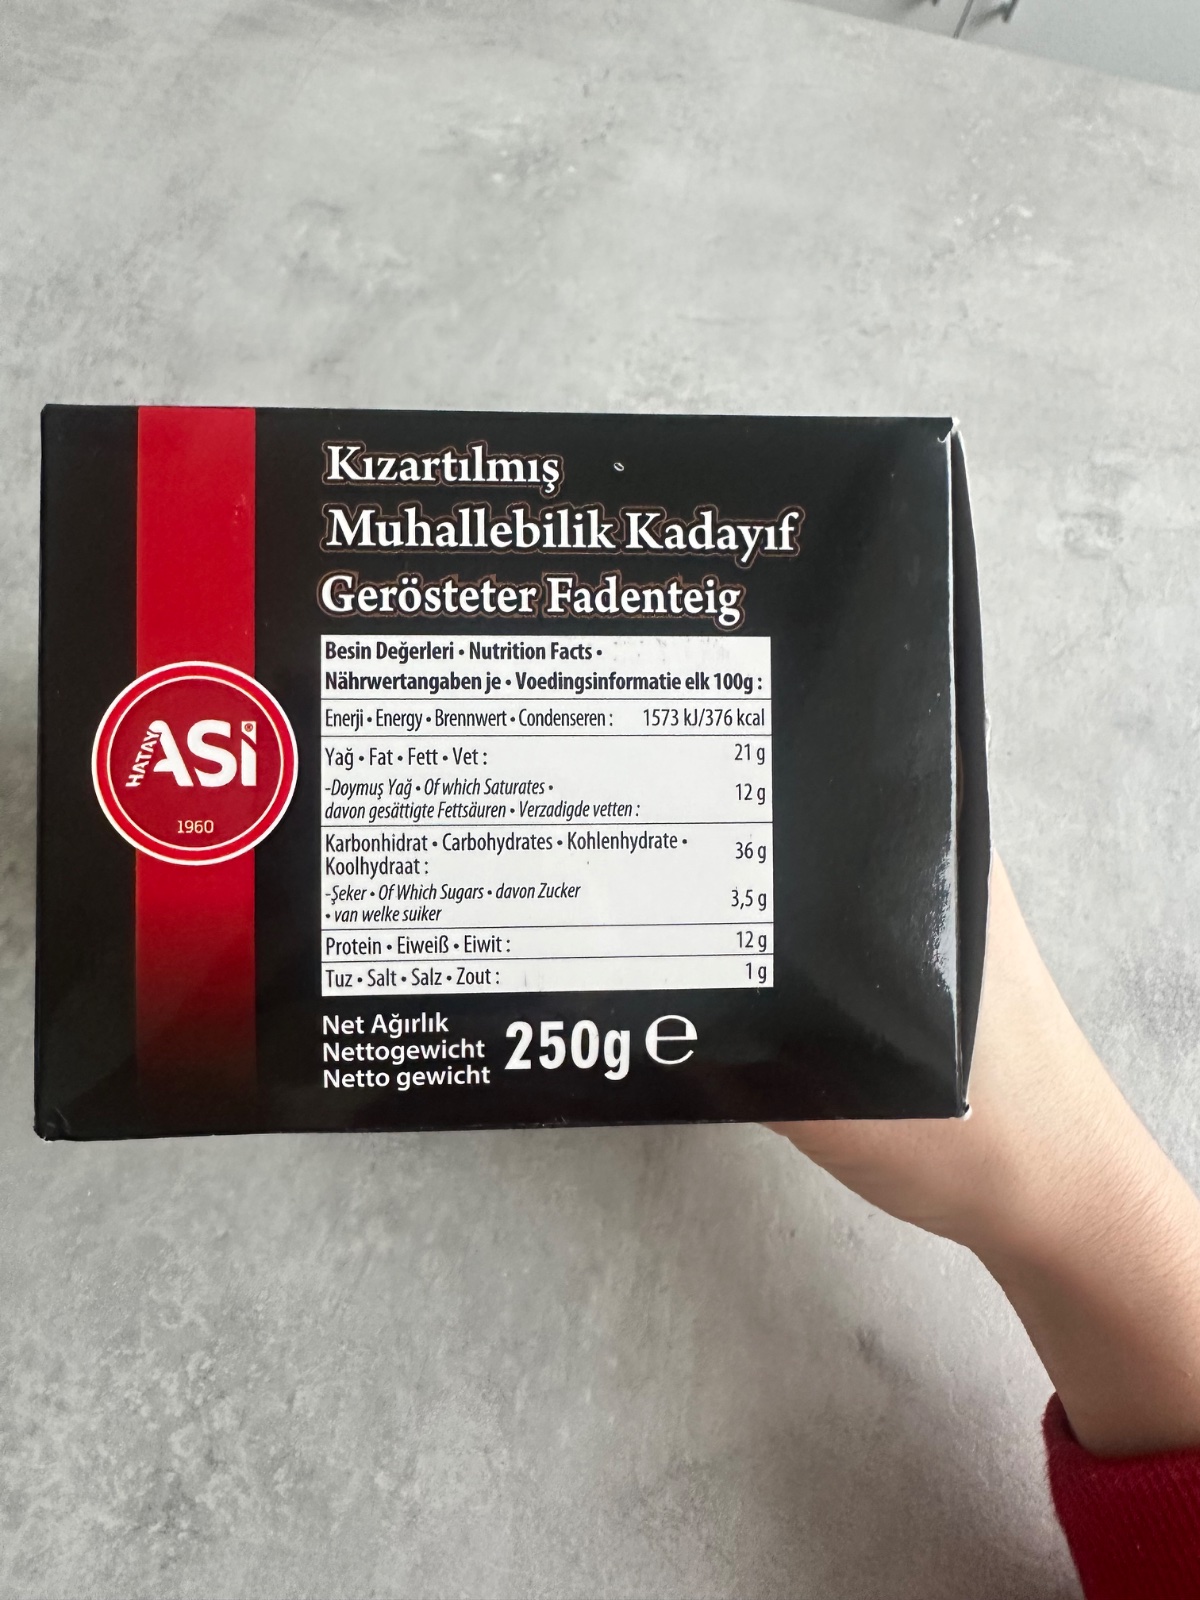 Kızartılmış
Muhallebilik Kadayıf
Gerösteter Fadenteig
Besin Değerleri • Nutrition Facts •
Nährwertangaben je • Voedingsinformatie elk 100g :
Enerji • Energy • Brennwert • Condenseren : 1573 kJ/376 kcal
Yağ • Fat • Fett • Vet : 21 g
-Doymuş Yağ • Of which Saturates •
davon gesättigte Fettsäuren • Verzadigde vetten : 12 g
Karbonhidrat • Carbohydrates • Kohlenhydrate •
Koolhydraat : 36 g
-Şeker • Of Which Sugars • davon Zucker
• van welke suiker 3,5 g
Protein • Eiweiß • Eiwit : 12 g
Tuz • Salt • Salz • Zout : 1 g
HATAY
ASİ®
1960
Net Ağırlık
Nettogewicht
Netto gewicht
250g e